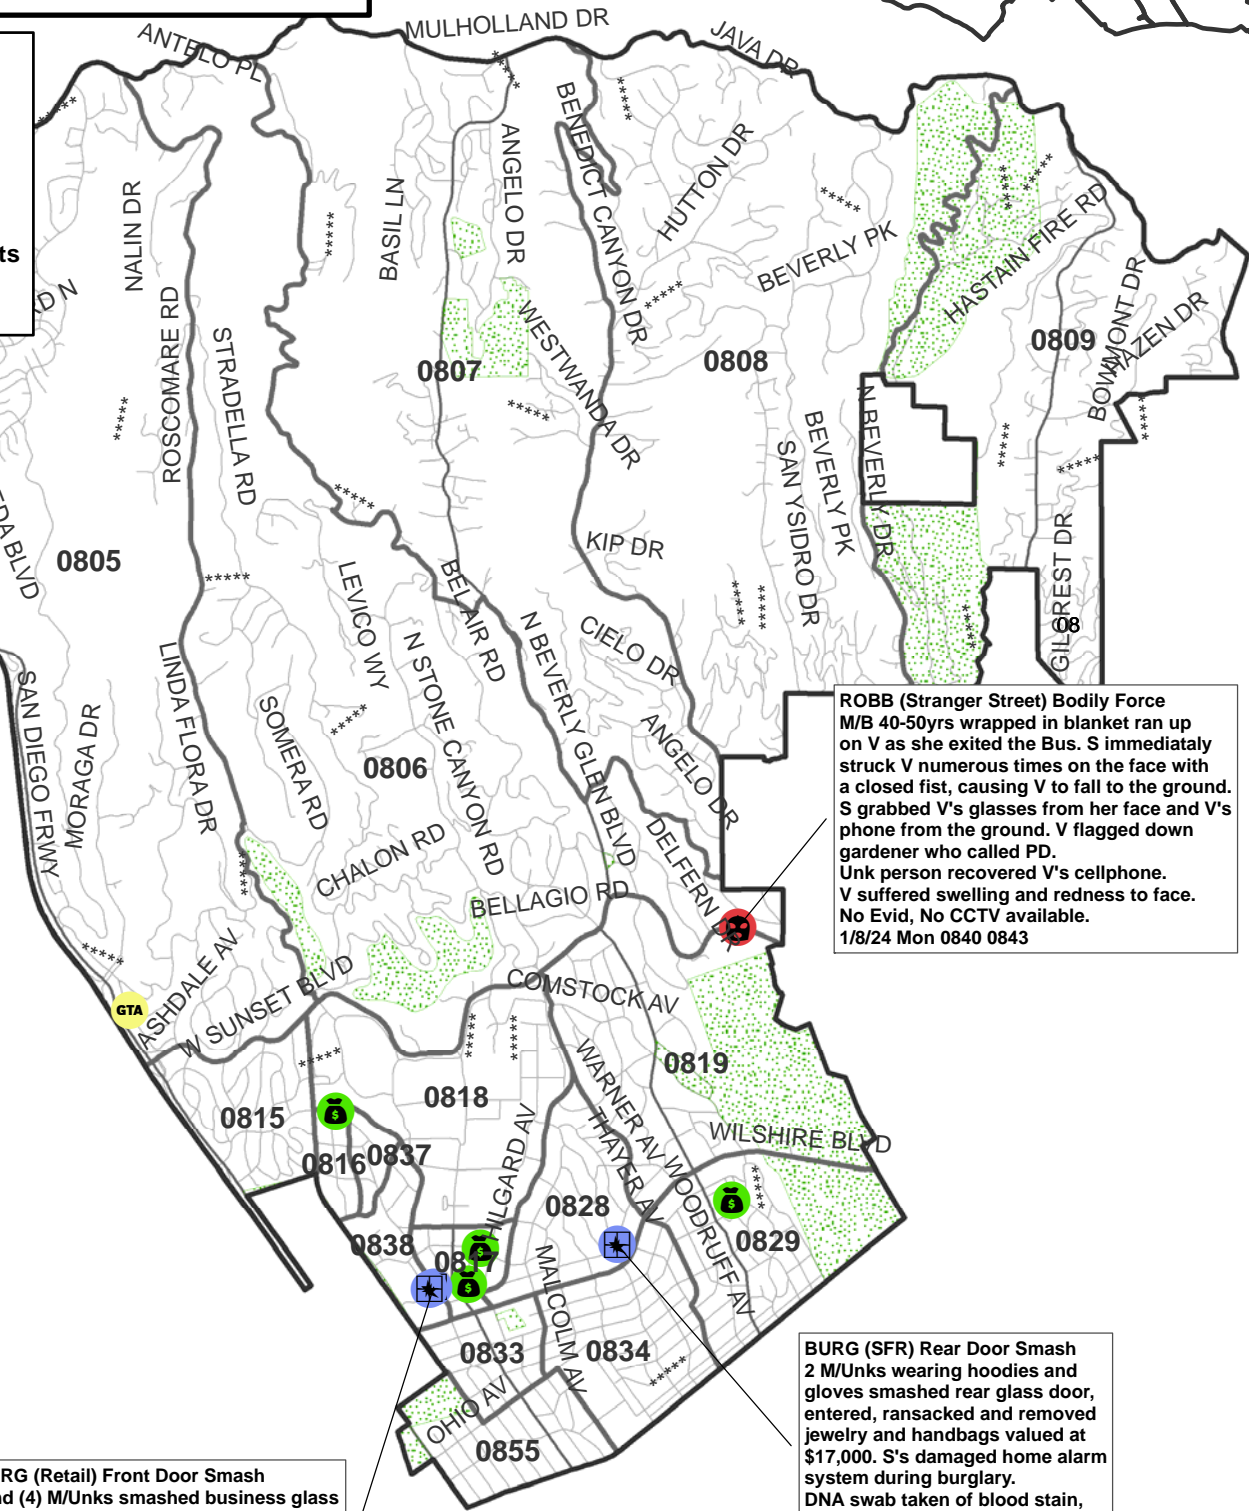 MULHOLLAND DR
ANTELO PL
JAVA DR
BENEDICT CANYON DR
ANGELO DR
HUTTON DR
NALIN DR
BASIL LN
BEVERLY PK
HASTAIN FIRE RD
ts
RD N
ROSCOMARE RD
STRADELLA RD
WESTWANDA DR
BOWMONT DR
HAZEN DR
0807
0808
0809
N BEVERLY DR
BEVERLY PK
SAN YSIDRO DR
KIP DR
DA BLVD
0805
LEVICO WY
BEL AIR RD
GILCREST DR
08
N BEVERLY GLEN BLVD
CIELO DR
N STONE CANYON RD
LINDA FLORA DR
SAN DIEGO FRWY
MORAGA DR
SOMERA RD
0806
ANGELO DR
ROBB (Stranger Street) Bodily Force
M/B 40-50yrs wrapped in blanket ran up
on V as she exited the Bus. S immediataly
struck V numerous times on the face with
a closed fist, causing V to fall to the ground.
S grabbed V's glasses from her face and V's
phone from the ground. V flagged down
gardener who called PD.
Unk person recovered V's cellphone.
V suffered swelling and redness to face.
No Evid, No CCTV available.
1/8/24 Mon 0840 0843
CHALON RD
DELFERN DR
BELLAGIO RD
ASHDALE AV
W SUNSET BLVD
COMSTOCK AV
GTA
0819
WARNER AV
0818
0815
THAYER AV
WILSHIRE BLVD
HILGARD AV
0816
0837
WOODRUFF AV
0828
0829
0838
0817
MALCOLM AV
0833
0834
OHIO AV
0855
BURG (SFR) Rear Door Smash
2 M/Unks wearing hoodies and
gloves smashed rear glass door,
entered, ransacked and removed
jewelry and handbags valued at
$17,000. S's damaged home alarm
system during burglary.
DNA swab taken of blood stain,
RG (Retail) Front Door Smash
d (4) M/Unks smashed business glass